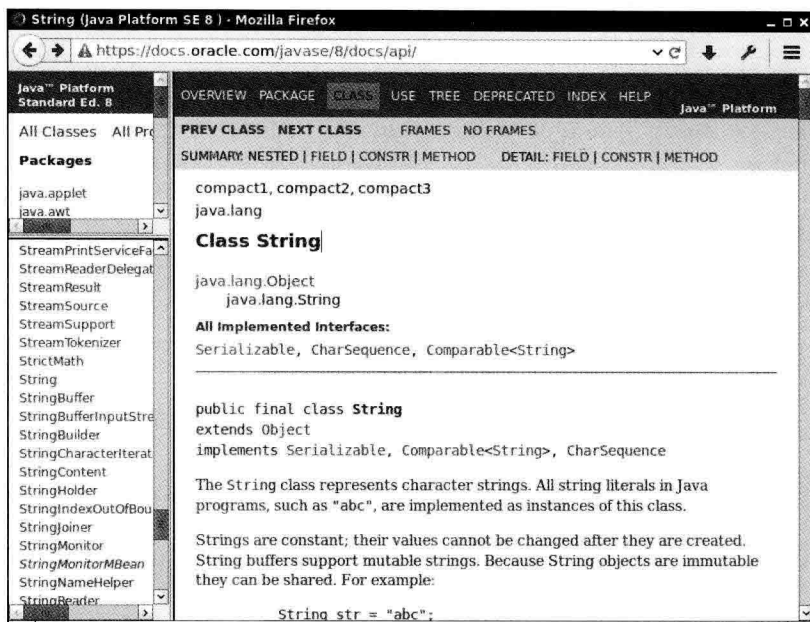 String (Java Platform SE 8 ) - Mozilla Firefox
https://docs.oracle.com/javase/8/docs/api/
Java™ Platform
Standard Ed. 8
All Classes All Pro
Packages
java.applet
java.awt
StreamPrintServiceFa
StreamReaderDelegat
StreamResult
StreamSource
StreamSupport
StreamTokenizer
StrictMath
String
StringBuffer
StringBufferInputStre
StringBuilder
StringCharacterIterat
StringContent
StringHolder
StringIndexOutOfBou
StringJoiner
StringMonitor
StringMonitorMBean
StringNameHelper
StringReader
OVERVIEW PACKAGE CLASS USE TREE DEPRECATED INDEX HELP
Java™ Platform
PREV CLASS NEXT CLASS FRAMES NO FRAMES
SUMMARY: NESTED | FIELD | CONSTR | METHOD DETAIL: FIELD | CONSTR | METHOD
compact1, compact2, compact3
java.lang
Class String
java.lang.Object
java.lang.String
All Implemented Interfaces:
Serializable, CharSequence, Comparable<String>
public final class String
extends Object
implements Serializable, Comparable<String>, CharSequence
The String class represents character strings. All string literals in Java
programs, such as "abc", are implemented as instances of this class.
Strings are constant; their values cannot be changed after they are created.
String buffers support mutable strings. Because String objects are immutable
they can be shared. For example:
String str = "abc";